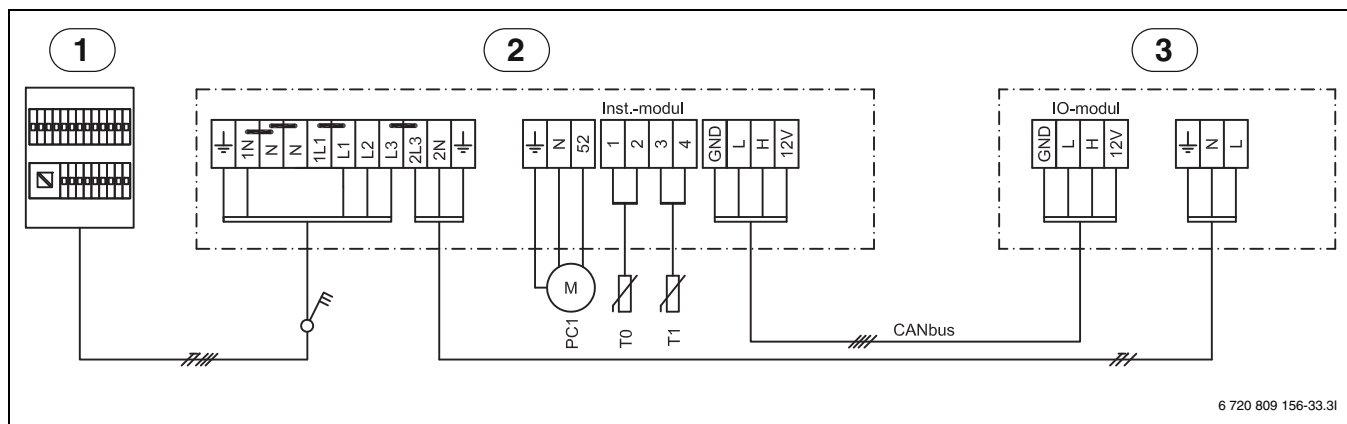 1
2
3
Inst.-modul
IO-modul
1N
N
N
1L1
L1
L2
L3
2L3
2N
N
52
1
2
3
4
GND
L
H
12V
GND
L
H
12V
N
L
M
PC1
T0
T1
CANbus
6 720 809 156-33.3I